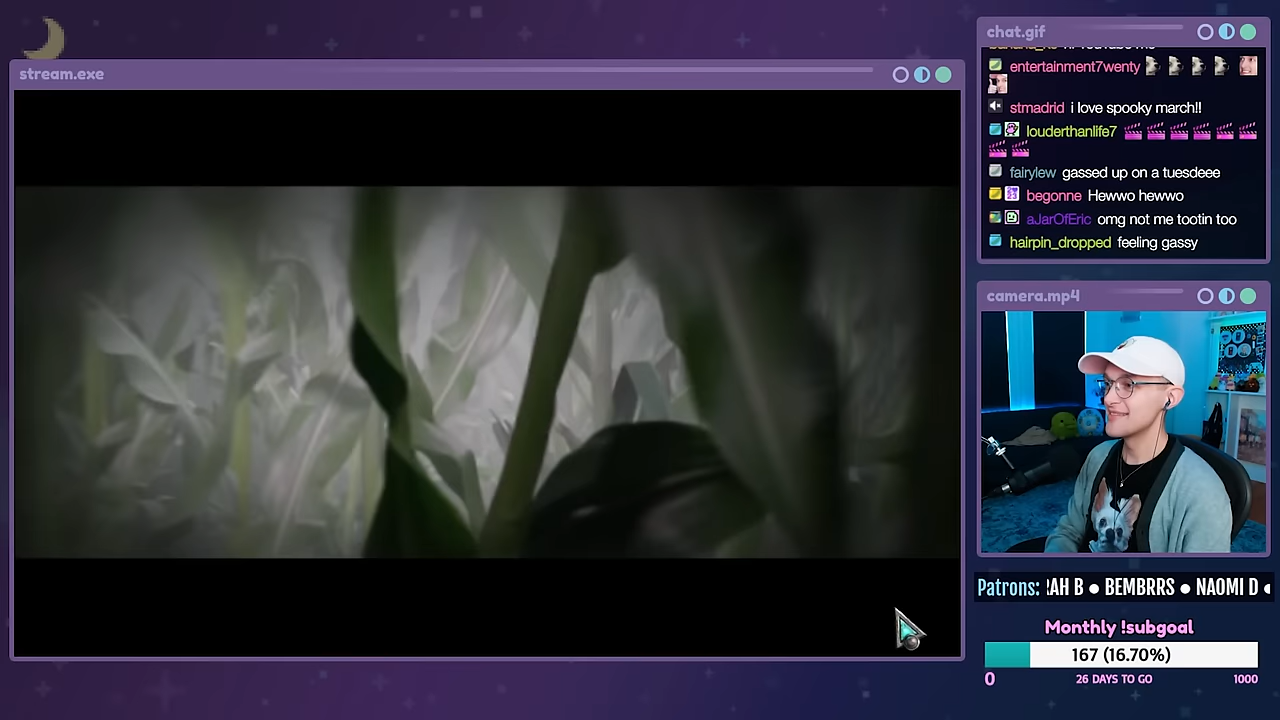 stream.exe
chat.gif
entertainment7wenty
stmadrid i love spooky march!!
louderthanlife7
fairylew gassed up on a tuesdeee
begonne Hewwo hewwo
aJarOfEric omg not me tootin too
hairpin_dropped feeling gassy
camera.mp4
Patrons: RAH B ● BEMBRRS ● NAOMI D
Monthly !subgoal
167 (16.70%)
0 26 DAYS TO GO 1000